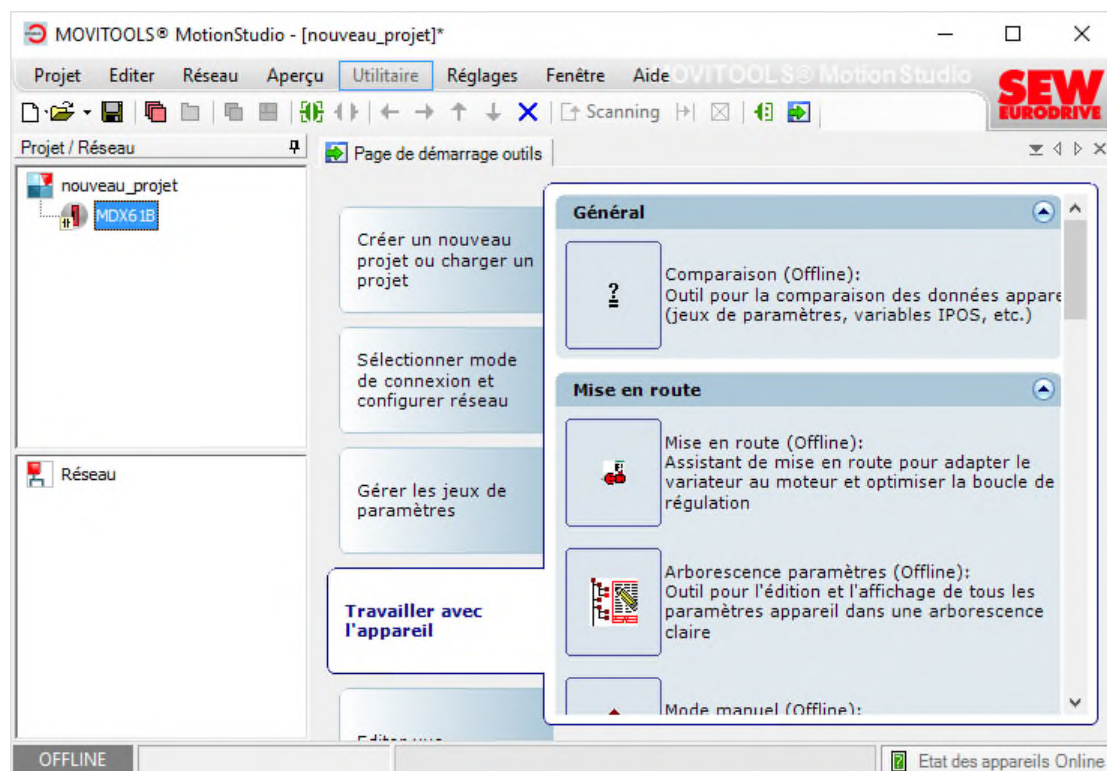 MOVITOOLS® MotionStudio - [nouveau_projet]*
Projet Editer Réseau Aperçu Utilitaire Réglages Fenêtre Aide
MOVITOOLS® MotionStudio
SEW
EURODRIVE
Scanning
Projet / Réseau
Page de démarrage outils
nouveau_projet
MDX61B
Réseau
Créer un nouveau
projet ou charger un
projet
Sélectionner mode
de connexion et
configurer réseau
Gérer les jeux de
paramètres
Travailler avec
l'appareil
Général
Comparaison (Offline):
Outil pour la comparaison des données appare
(jeux de paramètres, variables IPOS, etc.)
Mise en route
Mise en route (Offline):
Assistant de mise en route pour adapter le
variateur au moteur et optimiser la boucle de
régulation
Arborescence paramètres (Offline):
Outil pour l'édition et l'affichage de tous les
paramètres appareil dans une arborescence
claire
Mode manuel (Offline):
OFFLINE
Etat des appareils Online